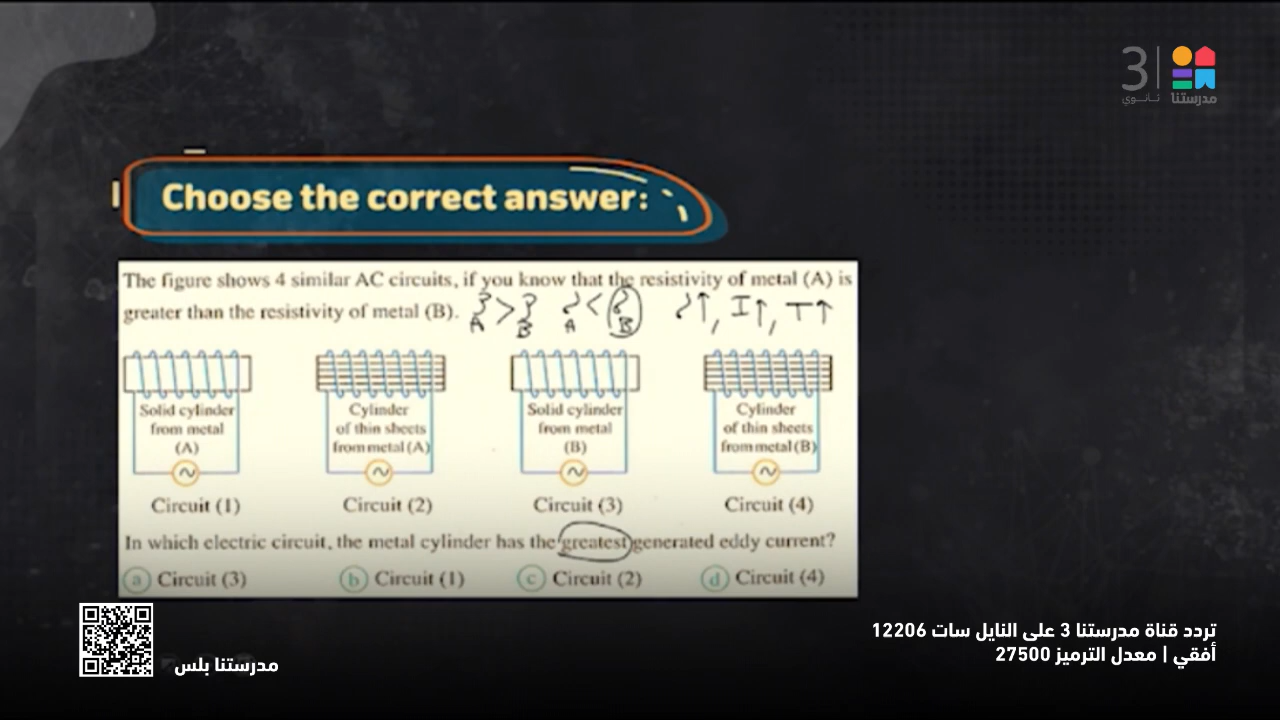 3
ثانوي
مدرستنا
Choose the correct answer:
The figure shows 4 similar AC circuits, if you know that the resistivity of metal (A) is
greater than the resistivity of metal (B).
A > B A < B ↑, I↑, T↑
Solid cylinder
from metal
(A)
Circuit (1)
Cylinder
of thin sheets
from metal (A)
Circuit (2)
Solid cylinder
from metal
(B)
Circuit (3)
Cylinder
of thin sheets
from metal (B)
Circuit (4)
In which electric circuit, the metal cylinder has the greatest generated eddy current?
a Circuit (3) b Circuit (1) c Circuit (2) d Circuit (4)
مدرستنا بلس
تردد قناة مدرستنا 3 على النايل سات 12206
أفقي | معدل الترميز 27500